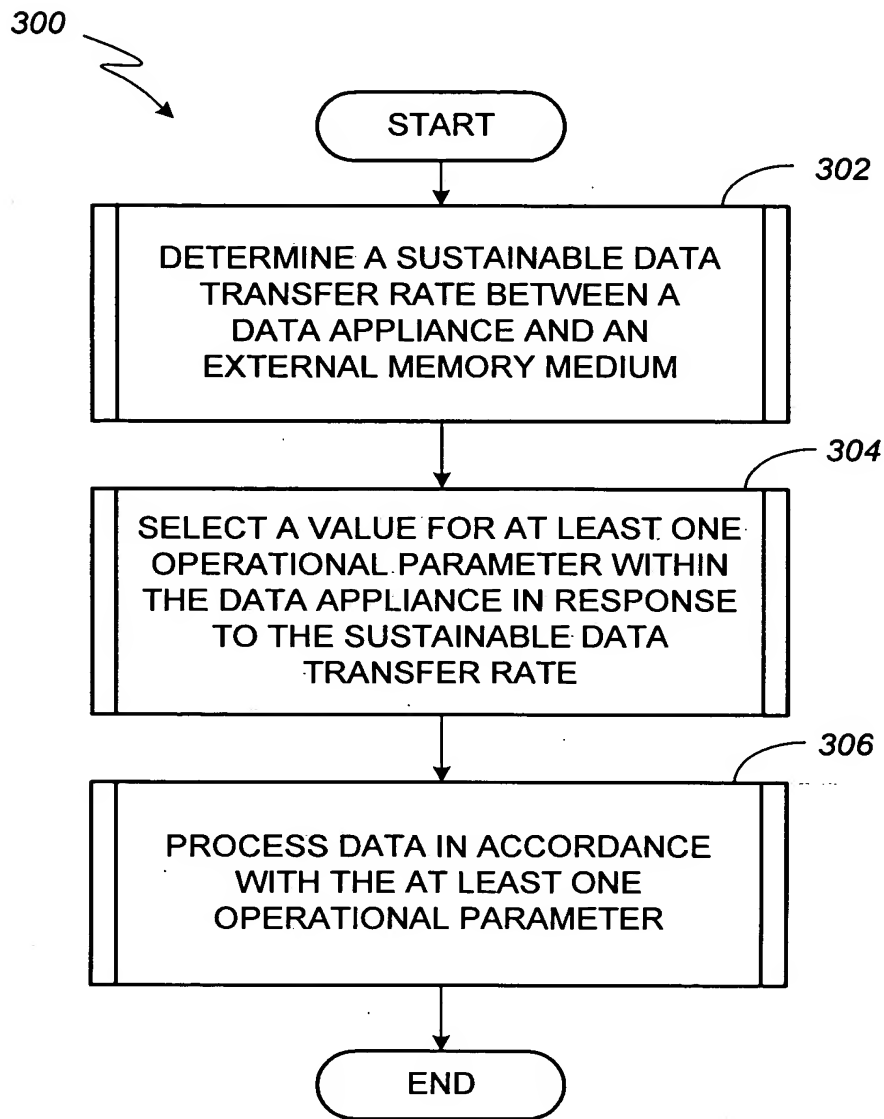 300
START
302
DETERMINE A SUSTAINABLE DATA
TRANSFER RATE BETWEEN A
DATA APPLIANCE AND AN
EXTERNAL MEMORY MEDIUM
304
SELECT A VALUE FOR AT LEAST ONE
OPERATIONAL PARAMETER WITHIN
THE DATA APPLIANCE IN RESPONSE
TO THE SUSTAINABLE DATA
TRANSFER RATE
306
PROCESS DATA IN ACCORDANCE
WITH THE AT LEAST ONE
OPERATIONAL PARAMETER
END